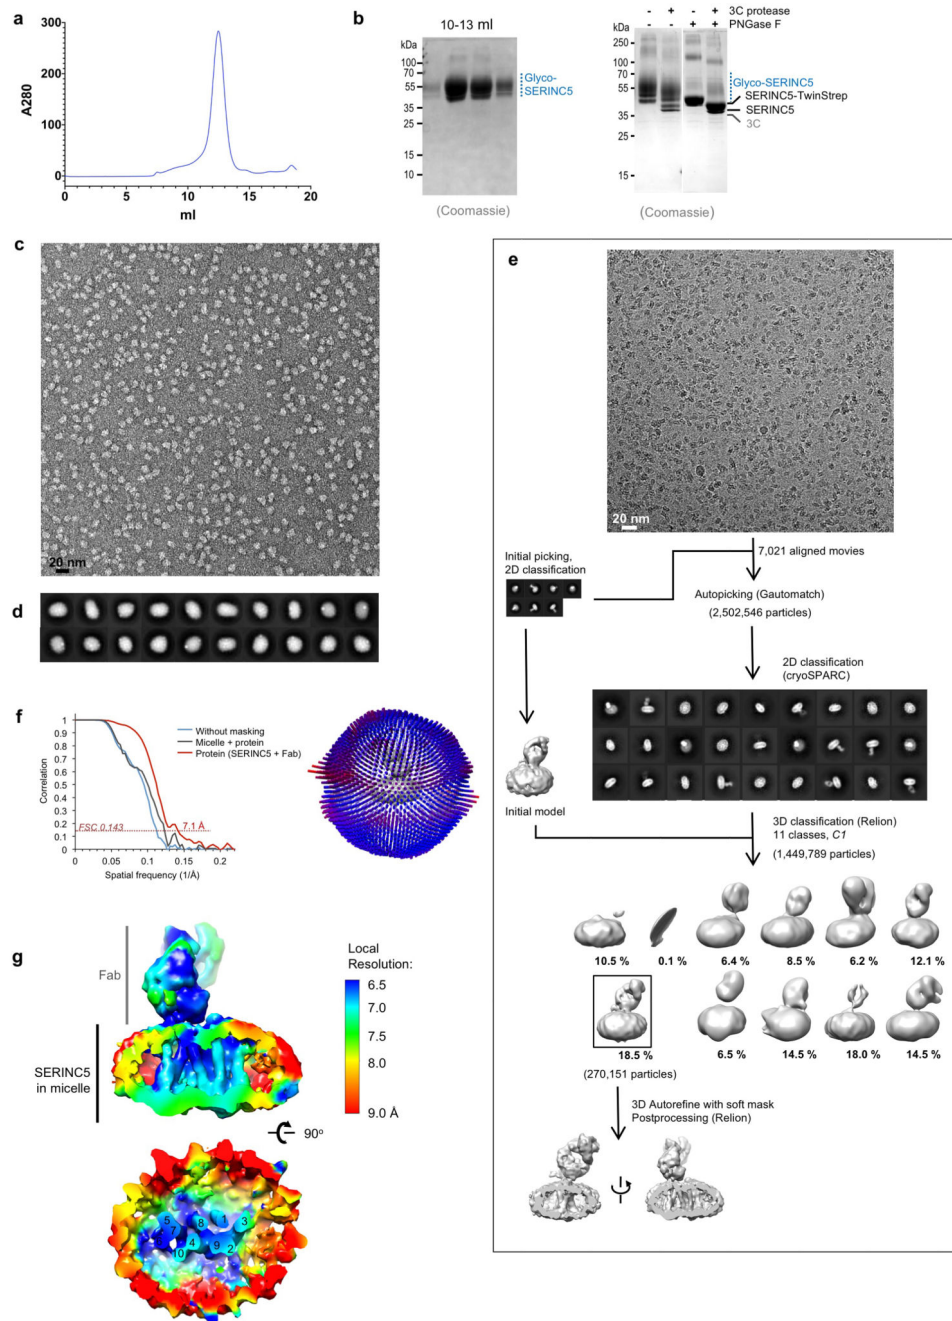 a
A280
300
200
100
0
0
5
10
15
20
ml
b
10-13 ml
kDa
100
70
55
35
25
15
10
Glyco-
SERINC5
(Coomassie)
- + - + 3C protease
- - + + PNGase F
kDa
250
130
100
70
55
35
25
15
Glyco-SERINC5
SERINC5-TwinStrep
SERINC5
3C
(Coomassie)
c
20 nm
d
e
20 nm
7,021 aligned movies
Initial picking,
2D classification
Autopicking (Gautomatch)
(2,502,546 particles)
2D classification
(cryoSPARC)
Initial model
3D classification (Relion)
11 classes, C1
(1,449,789 particles)
10.5 % 0.1 % 6.4 % 8.5 % 6.2 % 12.1 %
18.5 % 6.5 % 14.5 % 18.0 % 14.5 %
(270,151 particles)
3D Autorefine with soft mask
Postprocessing (Relion)
f
Correlation
1
0.9
0.8
0.7
0.6
0.5
0.4
0.3
0.2
0.1
0
Without masking
Micelle + protein
Protein (SERINC5 + Fab)
FSC 0.143
7.1 Å
0 0.05 0.1 0.15 0.2
Spatial frequency (1/Å)
g
Fab
SERINC5
in micelle
Local
Resolution:
6.5
7.0
7.5
8.0
9.0 Å
90°
5 7 8 1 3
10 4 9 2